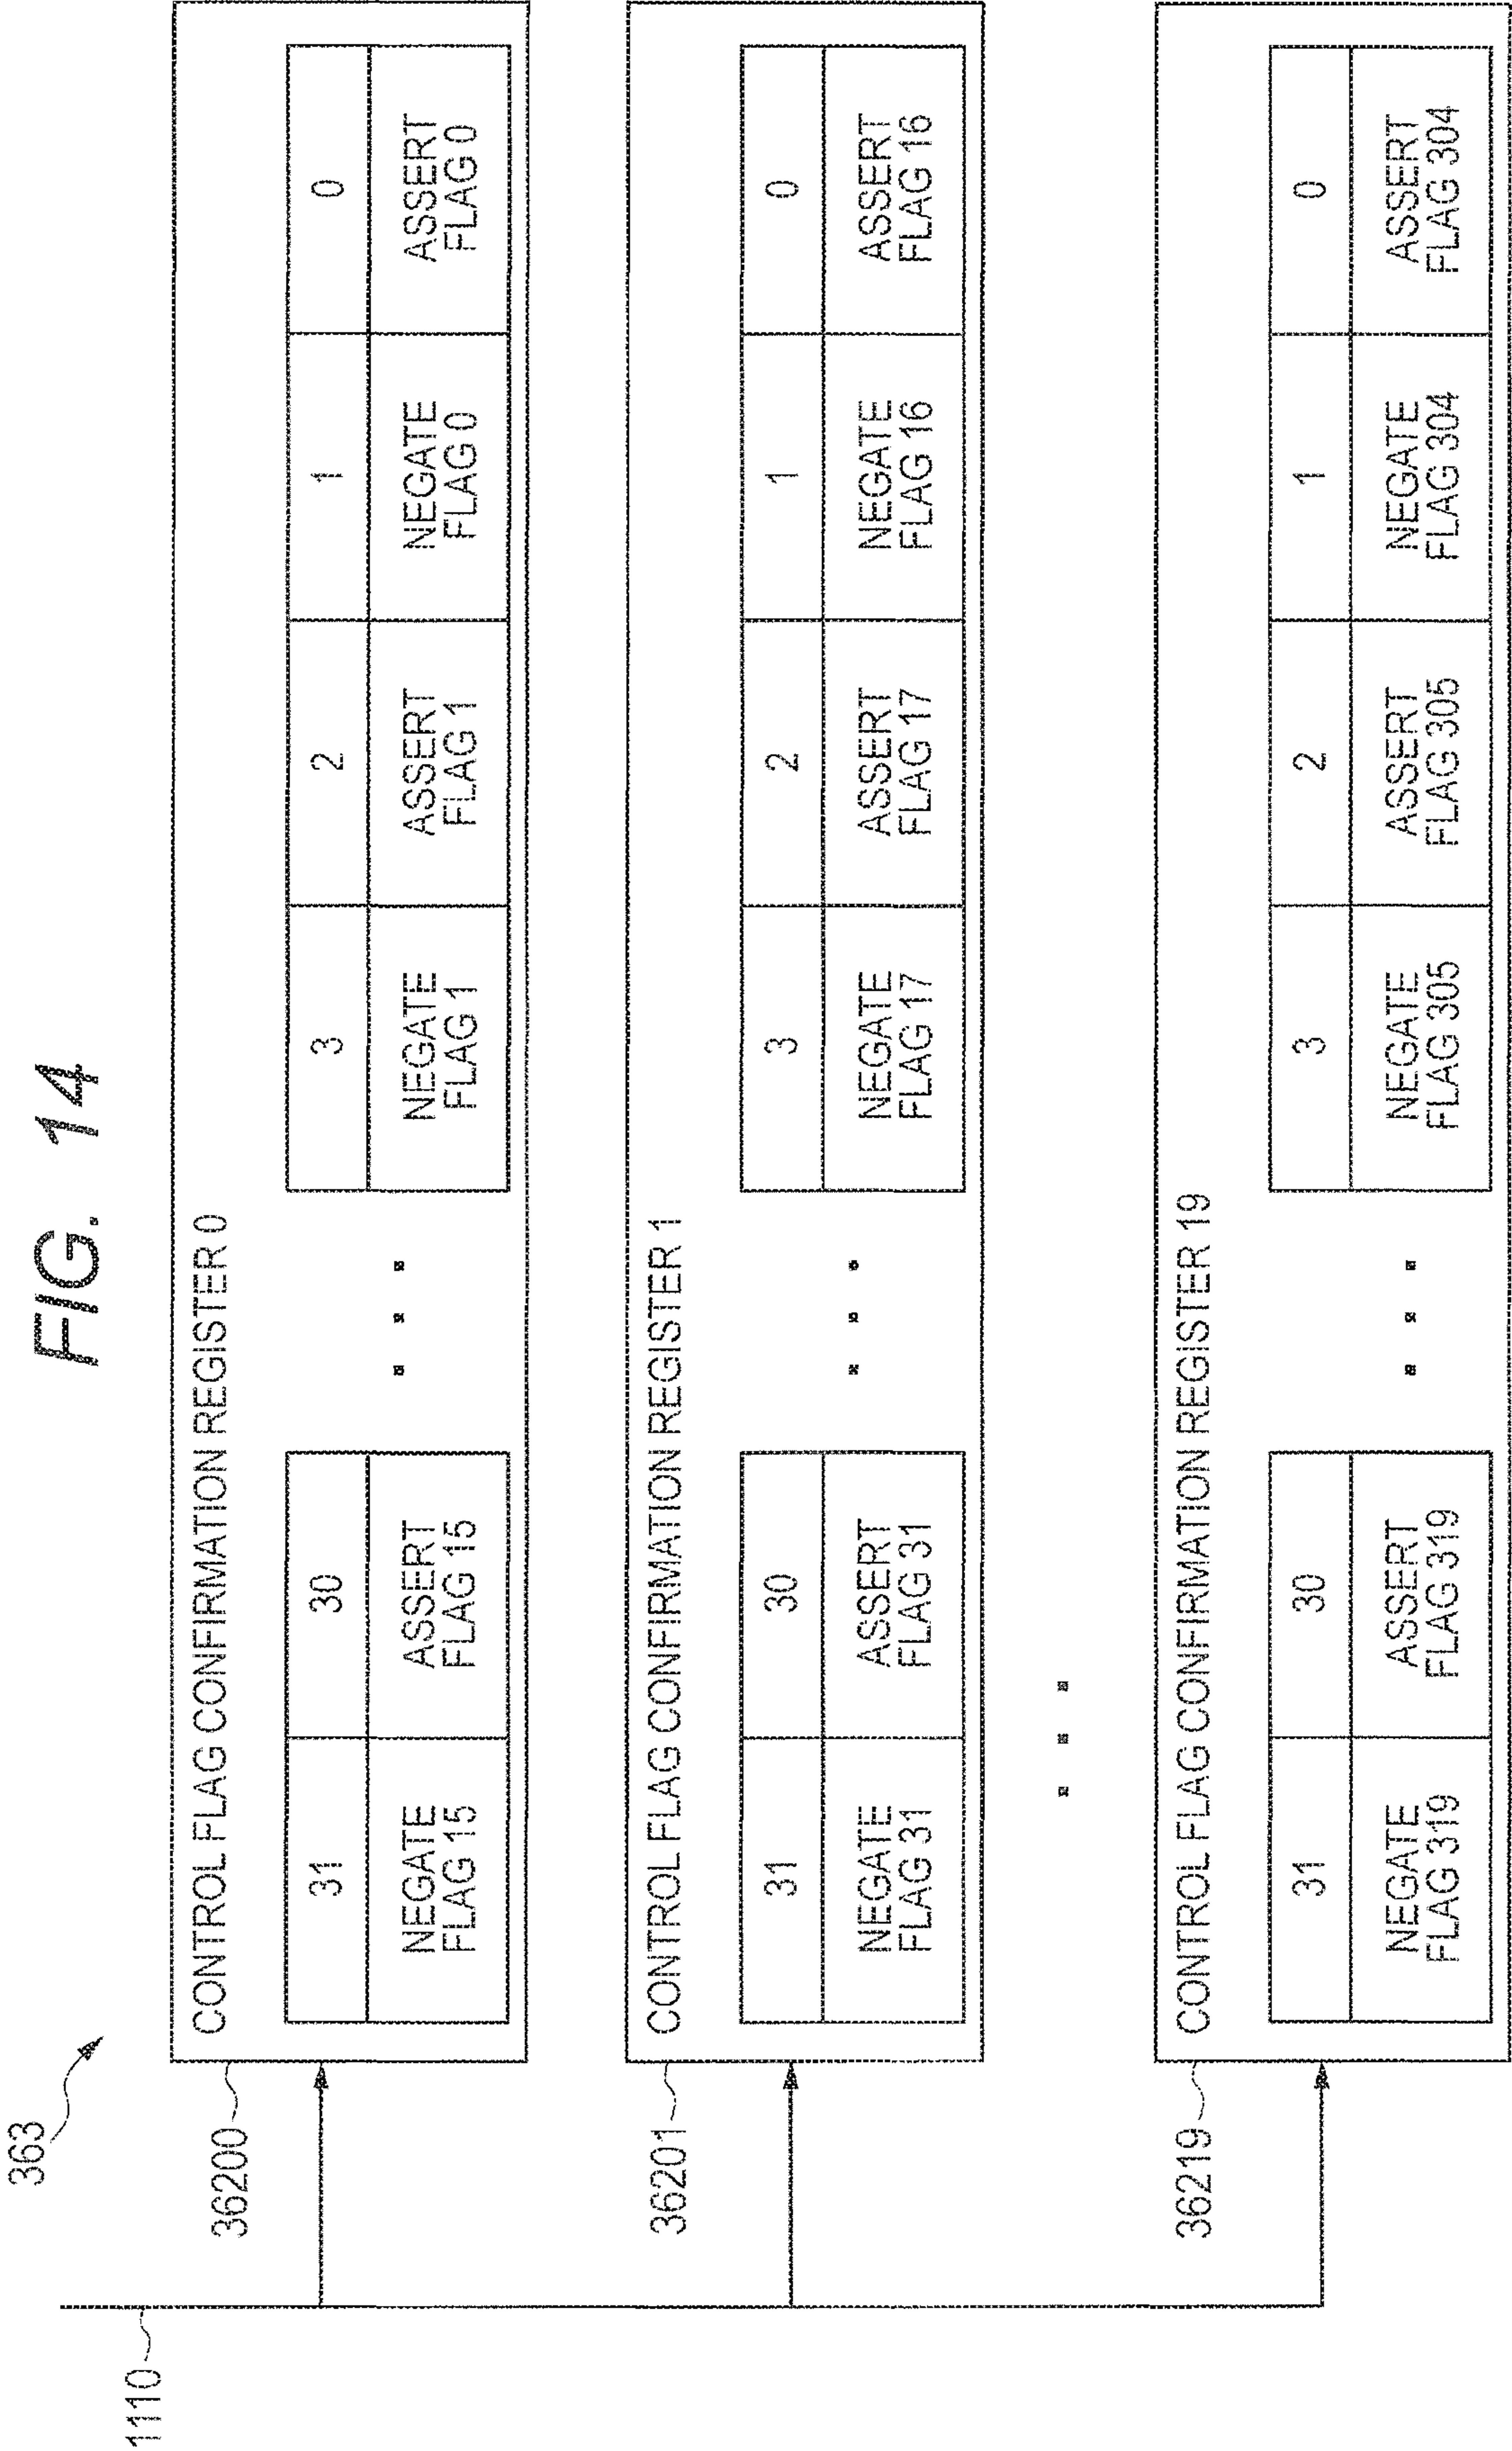 FIG. 14
363
1110
36200
CONTROL FLAG CONFIRMATION REGISTER 0
31
30
3
2
1
0
NEGATE
FLAG 15
ASSERT
FLAG 15
. . .
NEGATE
FLAG 1
ASSERT
FLAG 1
NEGATE
FLAG 0
ASSERT
FLAG 0
36201
CONTROL FLAG CONFIRMATION REGISTER 1
31
30
3
2
1
0
NEGATE
FLAG 31
ASSERT
FLAG 31
. . .
NEGATE
FLAG 17
ASSERT
FLAG 17
NEGATE
FLAG 16
ASSERT
FLAG 16
. . .
36219
CONTROL FLAG CONFIRMATION REGISTER 19
31
30
3
2
1
0
NEGATE
FLAG 319
ASSERT
FLAG 319
. . .
NEGATE
FLAG 305
ASSERT
FLAG 305
NEGATE
FLAG 304
ASSERT
FLAG 304